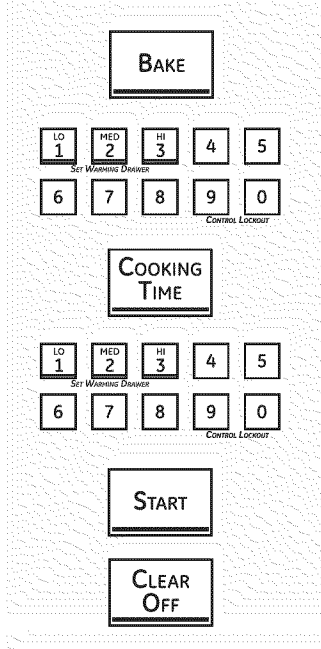 BAKE
LO MED HI
1 2 3 4 5
SET WARMING DRAWER
6 7 8 9 0
CONTROL LOCKOUT
COOKING
TIME
LO MED HI
1 2 3 4 5
SET WARMING DRAWER
6 7 8 9 0
CONTROL LOCKOUT
START
CLEAR
OFF